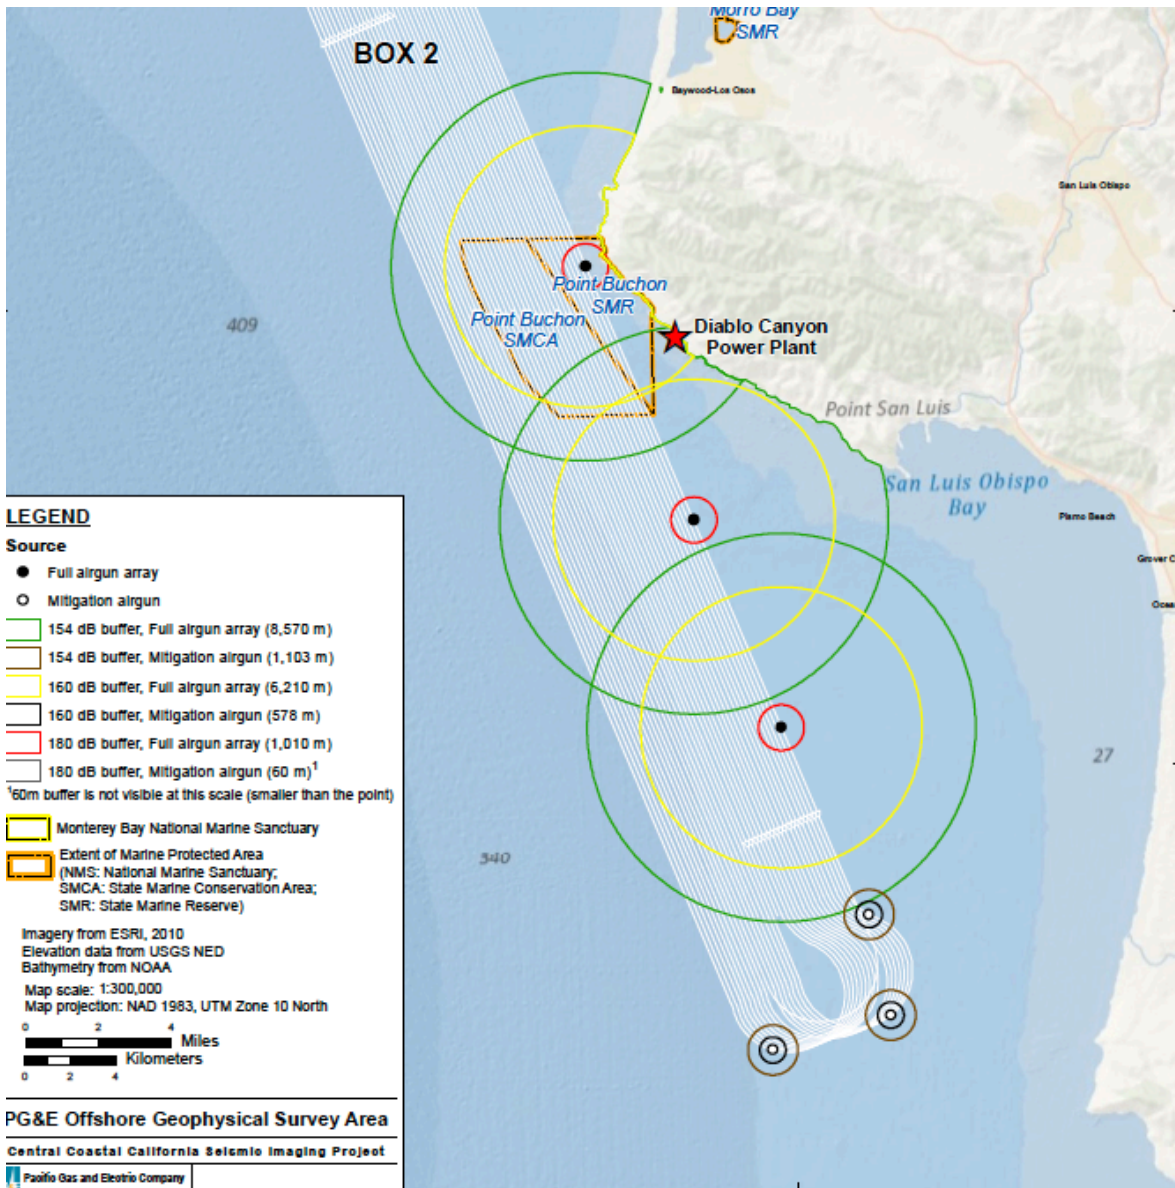 Morro Bay
SMR
BOX 2
Baywood-Los Osos
San Luis Obispo
Point Buchon
SMR
Point Buchon
SMCA
409
Diablo Canyon
Power Plant
Point San Luis
San Luis Obispo
Bay
Pismo Beach
Grover C
Ocea
27
340
LEGEND
Source
Full airgun array
Mitigation airgun
154 dB buffer, Full airgun array (8,570 m)
154 dB buffer, Mitigation airgun (1,103 m)
160 dB buffer, Full airgun array (6,210 m)
160 dB buffer, Mitigation airgun (578 m)
180 dB buffer, Full airgun array (1,010 m)
180 dB buffer, Mitigation airgun (60 m)1
160m buffer is not visible at this scale (smaller than the point)
Monterey Bay National Marine Sanctuary
Extent of Marine Protected Area
(NMS: National Marine Sanctuary;
SMCA: State Marine Conservation Area;
SMR: State Marine Reserve)
Imagery from ESRI, 2010
Elevation data from USGS NED
Bathymetry from NOAA
Map scale: 1:300,000
Map projection: NAD 1983, UTM Zone 10 North
0 2 4
Miles
Kilometers
0 2 4
PG&E Offshore Geophysical Survey Area
Central Coastal California Seismic Imaging Project
Pacific Gas and Electric Company